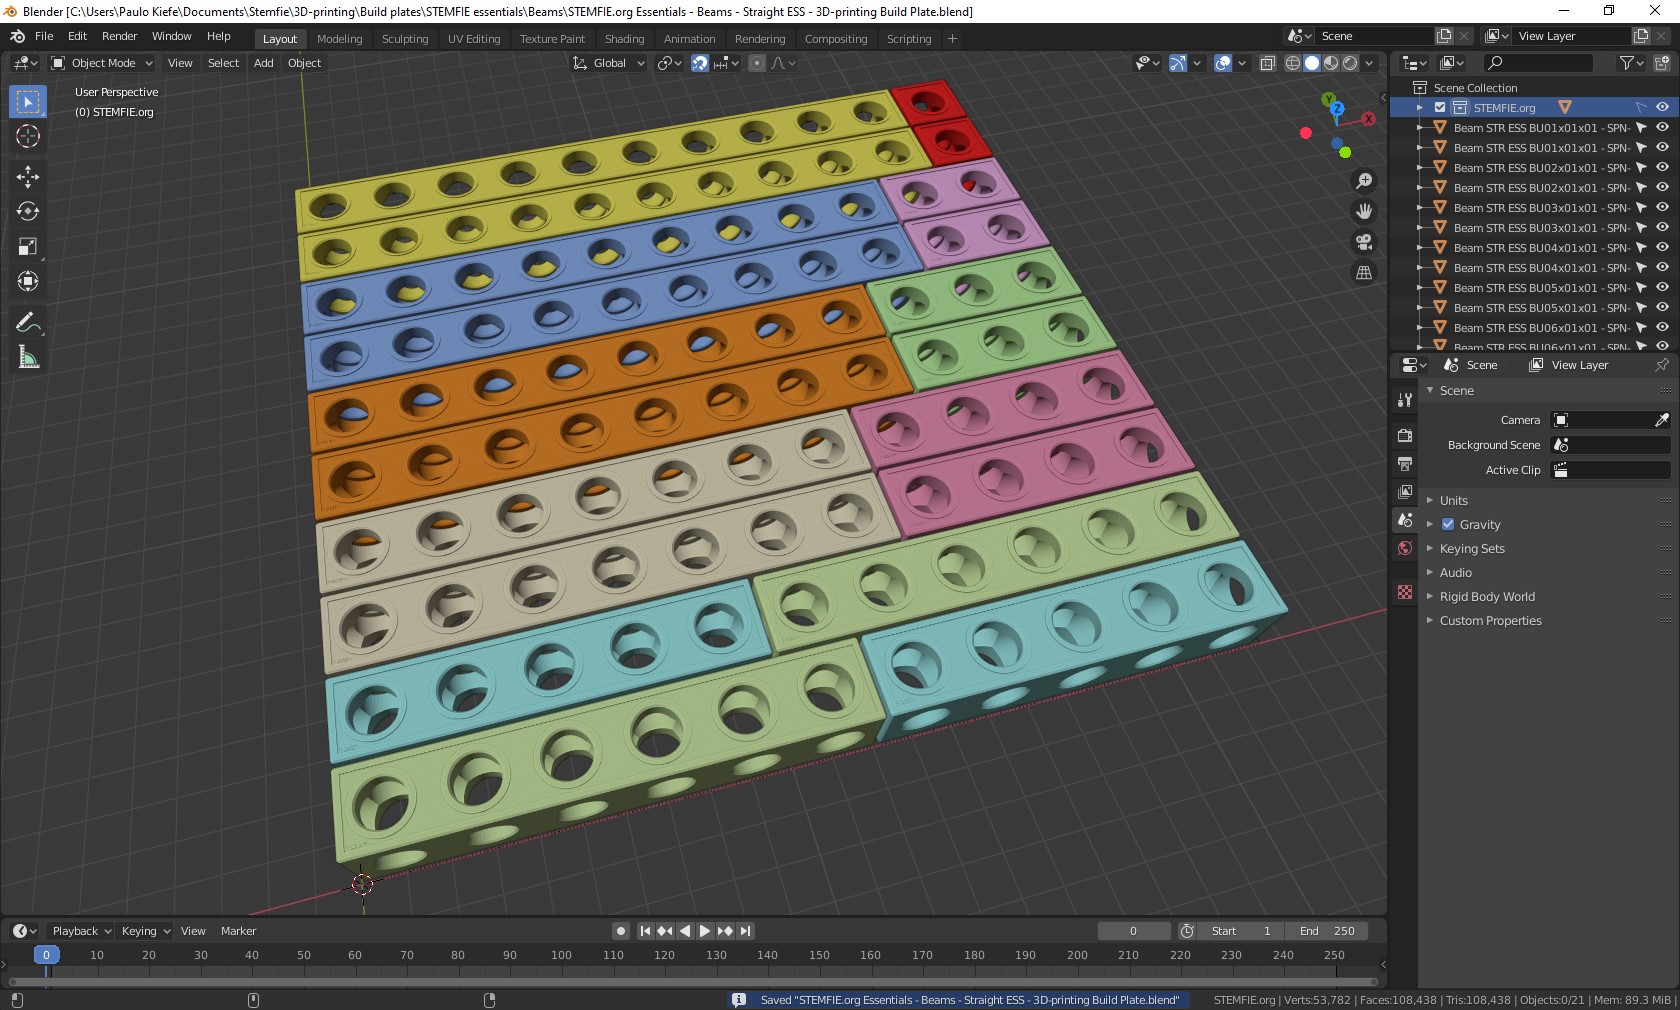 Blender [C:\Users\Paulo Kiefe\Documents\Stemfie\3D-printing\Build plates\STEMFIE essentials\Beams\STEMFIE.org Essentials - Beams - Straight ESS - 3D-printing Build Plate.blend]
File Edit Render Window Help Layout Modeling Sculpting UV Editing Texture Paint Shading Animation Rendering Compositing Scripting + Scene View Layer
Object Mode View Select Add Object Global
User Perspective
(0) STEMFIE.org
Y
Z
X
Scene Collection
STEMFIE.org
Beam STR ESS BU01x01x01 - SPN-
Beam STR ESS BU01x01x01 - SPN-
Beam STR ESS BU02x01x01 - SPN-
Beam STR ESS BU02x01x01 - SPN-
Beam STR ESS BU03x01x01 - SPN-
Beam STR ESS BU03x01x01 - SPN-
Beam STR ESS BU04x01x01 - SPN-
Beam STR ESS BU04x01x01 - SPN-
Beam STR ESS BU05x01x01 - SPN-
Beam STR ESS BU05x01x01 - SPN-
Beam STR ESS BU06x01x01 - SPN-
Beam STR ESS BU06x01x01 - SPN-
Scene View Layer
Scene
Camera
Background Scene
Active Clip
Units
Gravity
Keying Sets
Audio
Rigid Body World
Custom Properties
Playback Keying View Marker 0 Start 1 End 250
0 10 20 30 40 50 60 70 80 90 100 110 120 130 140 150 160 170 180 190 200 210 220 230 240 250
Saved "STEMFIE.org Essentials - Beams - Straight ESS - 3D-printing Build Plate.blend" STEMFIE.org | Verts:53,782 | Faces:108,438 | Tris:108,438 | Objects:0/21 | Mem: 89.3 MiB |